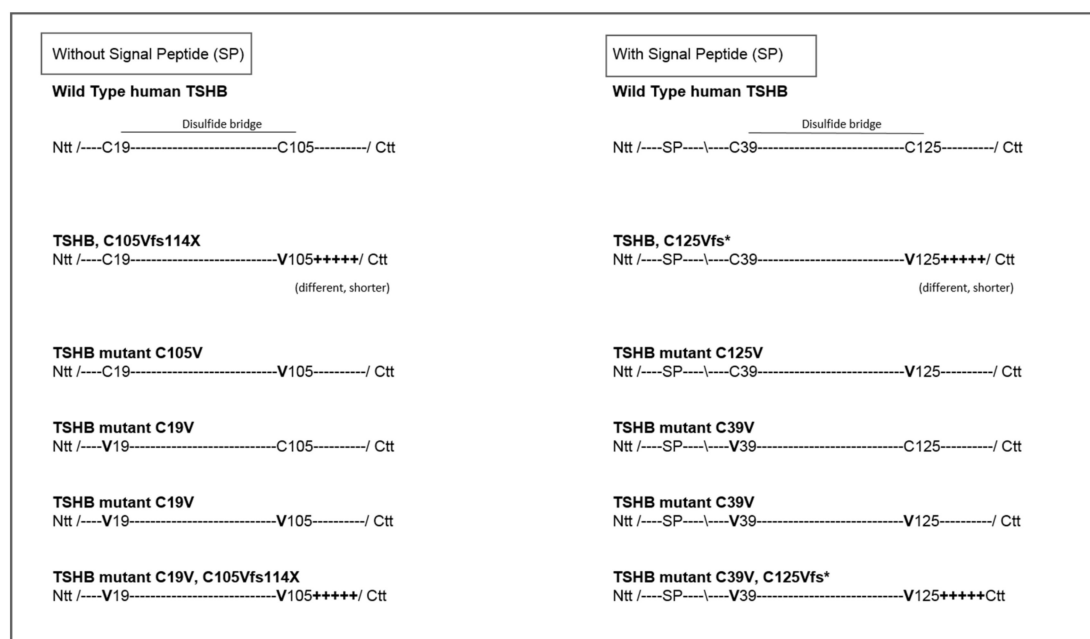 Without Signal Peptide (SP)
Wild Type human TSHB
Disulfide bridge
Ntt /----C19-----------------------------C105----------/ Ctt
TSHB, C105Vfs114X
Ntt /----C19-----------------------------V105+++++/ Ctt
(different, shorter)
TSHB mutant C105V
Ntt /----C19-----------------------------V105----------/ Ctt
TSHB mutant C19V
Ntt /----V19-----------------------------C105----------/ Ctt
TSHB mutant C19V
Ntt /----V19-----------------------------V105----------/ Ctt
TSHB mutant C19V, C105Vfs114X
Ntt /----V19-----------------------------V105+++++/ Ctt
With Signal Peptide (SP)
Wild Type human TSHB
Disulfide bridge
Ntt /----SP----\----C39-----------------------------C125----------/ Ctt
TSHB, C125Vfs*
Ntt /----SP----\----C39-----------------------------V125+++++/ Ctt
(different, shorter)
TSHB mutant C125V
Ntt /----SP----\----C39-----------------------------V125----------/ Ctt
TSHB mutant C39V
Ntt /----SP----\----V39-----------------------------C125----------/ Ctt
TSHB mutant C39V
Ntt /----SP----\----V39-----------------------------V125----------/ Ctt
TSHB mutant C39V, C125Vfs*
Ntt /----SP----\----V39-----------------------------V125+++++Ctt